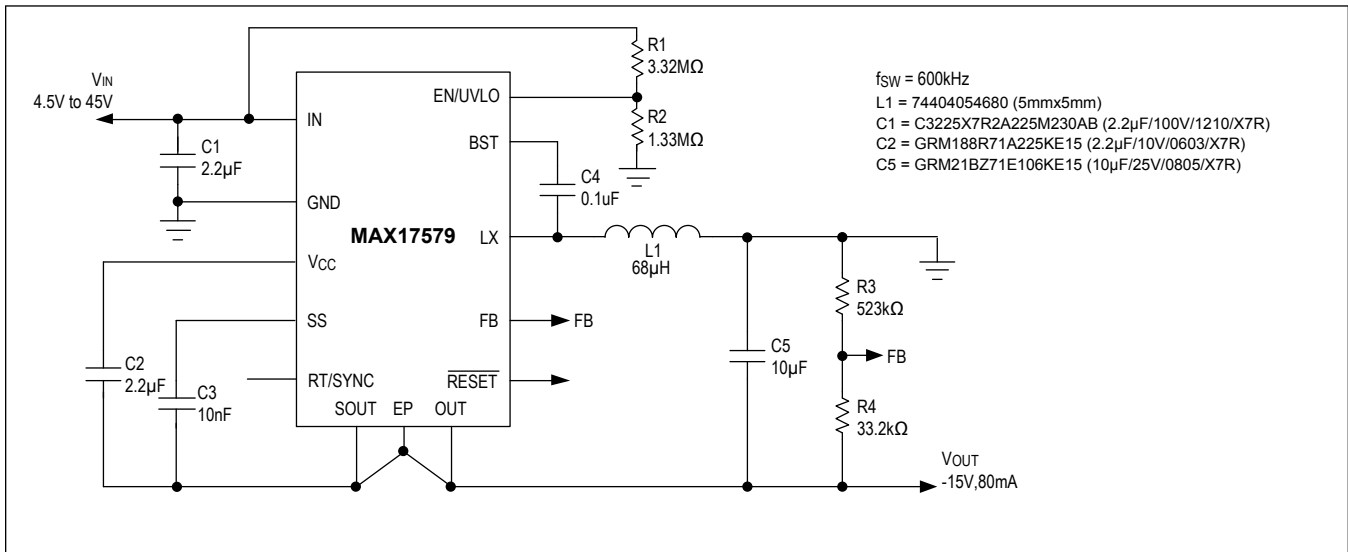 VIN
4.5V to 45V
C1
2.2µF
IN
GND
VCC
SS
RT/SYNC
SOUT
EP
OUT
MAX17579
EN/UVLO
BST
LX
FB
RESET
R1
3.32MΩ
R2
1.33MΩ
C4
0.1uF
L1
68µH
FB
C2
2.2µF
C3
10nF
C5
10µF
R3
523kΩ
FB
R4
33.2kΩ
VOUT
-15V,80mA
fSW = 600kHz
L1 = 74404054680 (5mmx5mm)
C1 = C3225X7R2A225M230AB (2.2µF/100V/1210/X7R)
C2 = GRM188R71A225KE15 (2.2µF/10V/0603/X7R)
C5 = GRM21BZ71E106KE15 (10µF/25V/0805/X7R)